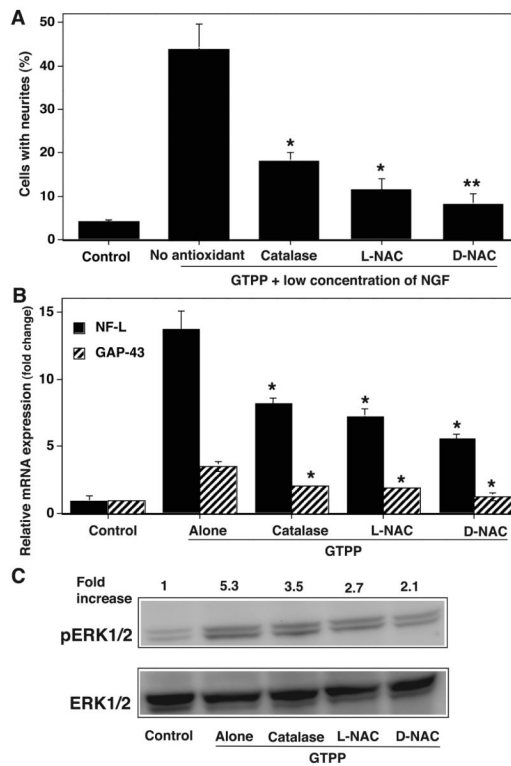 A
Cells with neurites (%)
50
40
30
20
10
0
*
*
**
Control
No antioxidant
Catalase
L-NAC
D-NAC
GTPP + low concentration of NGF
B
Relative mRNA expression (fold change)
15
10
5
0
NF-L
GAP-43
*
*
*
*
*
*
Control
Alone
Catalase
L-NAC
D-NAC
GTPP
C
Fold
increase
1
5.3
3.5
2.7
2.1
pERK1/2
ERK1/2
Control
Alone
Catalase
L-NAC
D-NAC
GTPP